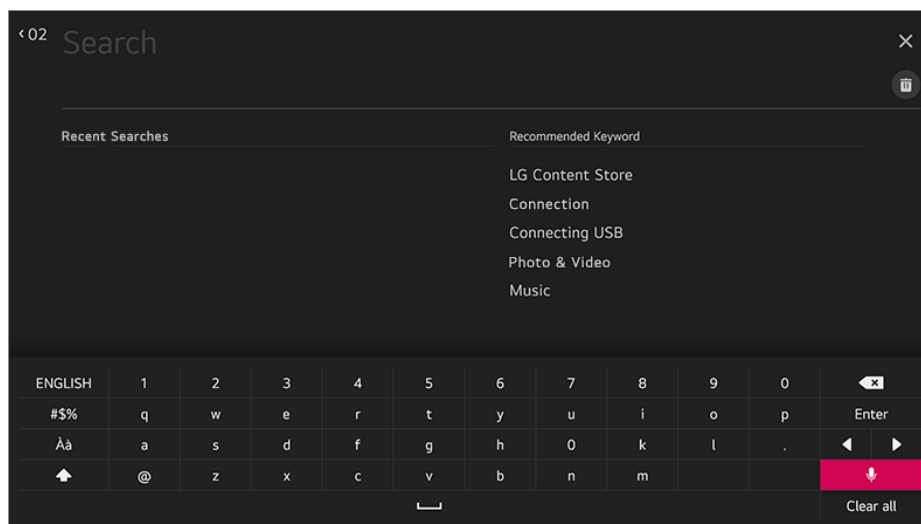 ‹02 Search
Recent Searches
Recommended Keyword
LG Content Store
Connection
Connecting USB
Photo & Video
Music
ENGLISH 1 2 3 4 5 6 7 8 9 0
#$% q w e r t y u i o p Enter
Àà a s d f g h 0 k l .
@ z x c v b n m
Clear all